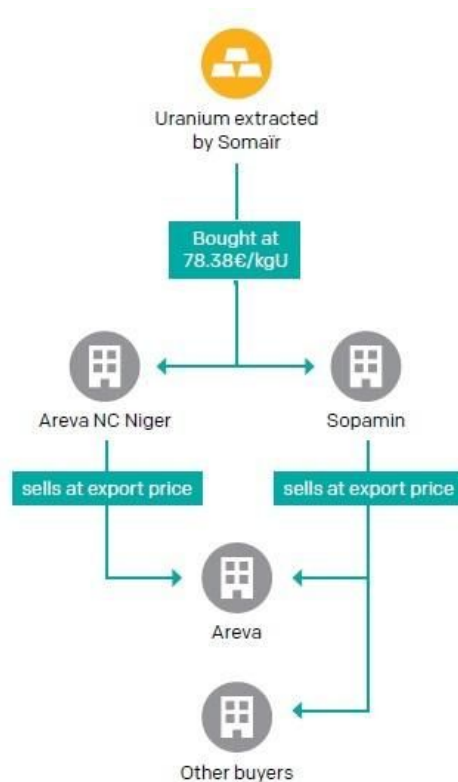 Uranium extracted
by Somaïr
Bought at
78.38€/kgU
Areva NC Niger
Sopamin
sells at export price
sells at export price
Areva
Other buyers